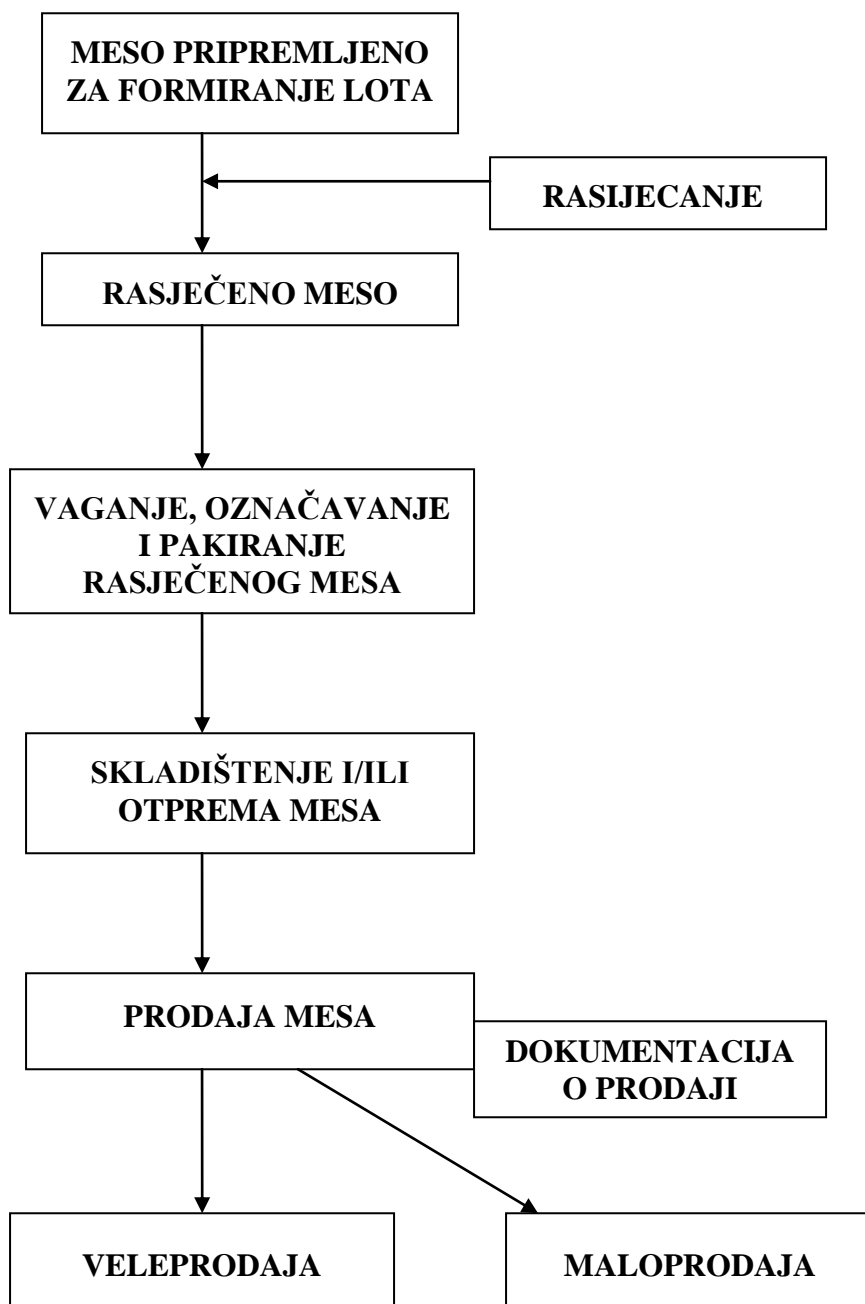 MESO PRIPREMLJENO
ZA FORMIRANJE LOTA
RASIJECANJE
RASJEČENO MESO
VAGANJE, OZNAČAVANJE
I PAKIRANJE
RASJEČENOG MESA
SKLADIŠTENJE I/ILI
OTPREMA MESA
PRODAJA MESA
DOKUMENTACIJA
O PRODAJI
VELEPRODAJA
MALOPRODAJA